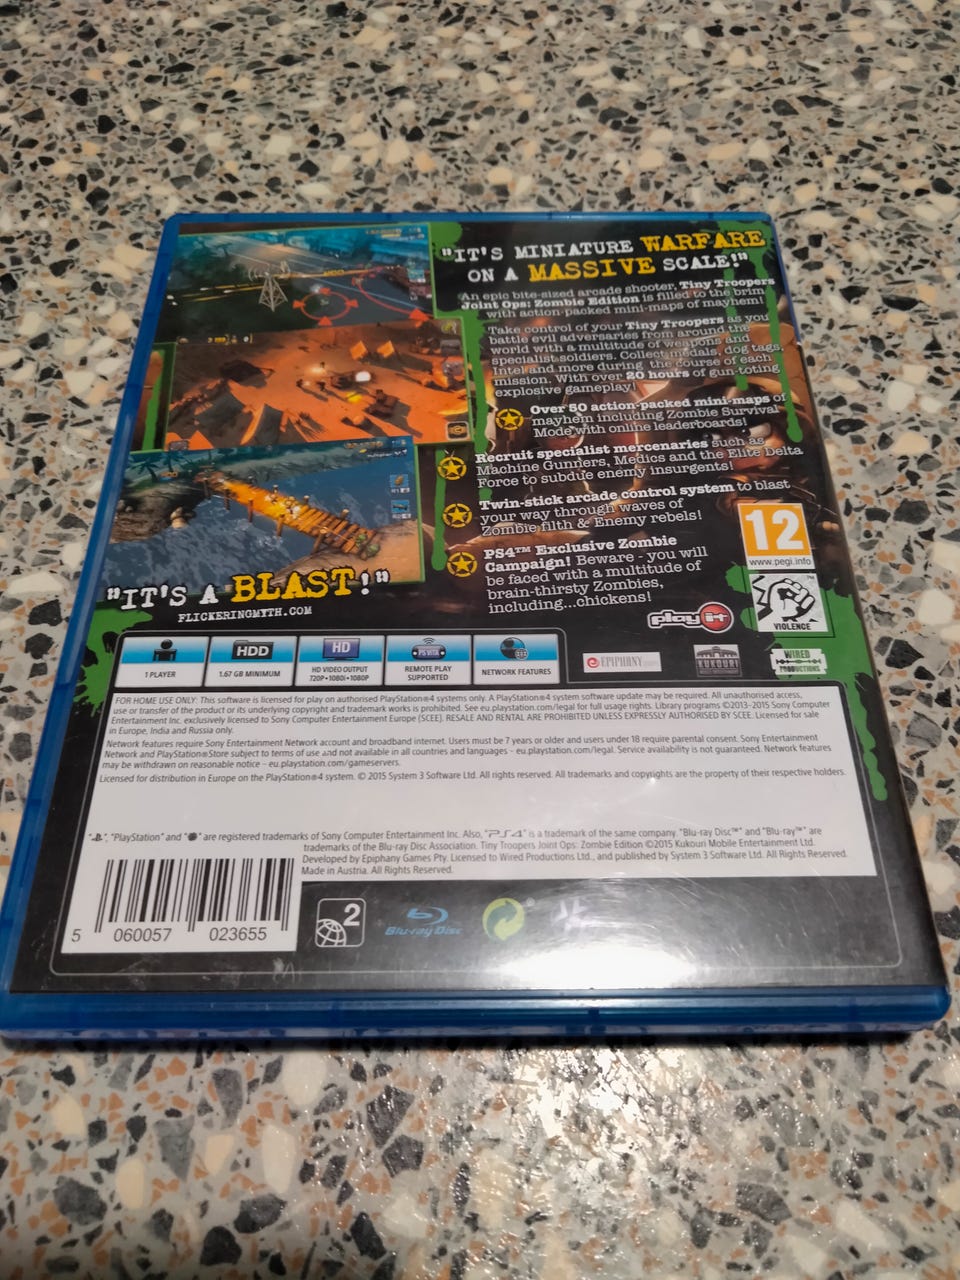 "IT'S MINIATURE WARFARE
ON A MASSIVE SCALE!"
An epic bite-sized arcade shooter, Tiny Troopers
Joint Ops: Zombie Edition is filled to the brim
with action-packed mini-maps of mayhem!
Take control of your Tiny Troopers as you
battle evil adversaries from around the
world with a multitude of weapons and
specialist soldiers. Collect medals, dog tags,
Intel and more during the course of each
mission. With over 20 hours of gun-toting
explosive gameplay!
Over 50 action-packed mini-maps of
mayhem including Zombie Survival
Mode with online leaderboards!
Recruit specialist mercenaries such as
Machine Gunners, Medics and the Elite Delta
Force to subdue enemy insurgents!
Twin-stick arcade control system to blast
your way through waves of
Zombie filth & Enemy rebels!
PS4™ Exclusive Zombie
Campaign! Beware - you will
be faced with a multitude of
brain-thirsty Zombies,
including...chickens!
"IT'S A BLAST!"
FLICKERINGMYTH.COM
play it
12
www.pegi.info
VIOLENCE
1 PLAYER
HDD
1.67 GB MINIMUM
HD
HD VIDEO OUTPUT
720P•1080i•1080P
PS VITA
REMOTE PLAY
SUPPORTED
NETWORK FEATURES
EPIPHANY
KUKOURI
WIRED
PRODUCTIONS
FOR HOME USE ONLY: This software is licensed for play on authorised PlayStation®4 systems only. A PlayStation®4 system software update may be required. All unauthorised access,
use or transfer of the product or its underlying copyright and trademark works is prohibited. See eu.playstation.com/legal for full usage rights. Library programs ©2013-2015 Sony Computer
Entertainment Inc. exclusively licensed to Sony Computer Entertainment Europe (SCEE). RESALE AND RENTAL ARE PROHIBITED UNLESS EXPRESSLY AUTHORISED BY SCEE. Licensed for sale
in Europe, India and Russia only.
Network features require Sony Entertainment Network account and broadband internet. Users must be 7 years or older and users under 18 require parental consent. Sony Entertainment
Network and PlayStation®Store subject to terms of use and not available in all countries and languages - eu.playstation.com/legal. Service availability is not guaranteed. Network features
may be withdrawn on reasonable notice - eu.playstation.com/gameservers.
Licensed for distribution in Europe on the PlayStation®4 system. © 2015 System 3 Software Ltd. All rights reserved. All trademarks and copyrights are the property of their respective holders.
" ", "PlayStation" and " " are registered trademarks of Sony Computer Entertainment Inc. Also, "PS4" is a trademark of the same company. "Blu-ray Disc™" and "Blu-ray™" are
trademarks of the Blu-ray Disc Association. Tiny Troopers Joint Ops: Zombie Edition ©2015 Kukouri Mobile Entertainment Ltd.
Developed by Epiphany Games Pty. Licensed to Wired Productions Ltd., and published by System 3 Software Ltd. All Rights Reserved.
Made in Austria. All Rights Reserved.
5 060057 023655
2
Blu-ray Disc